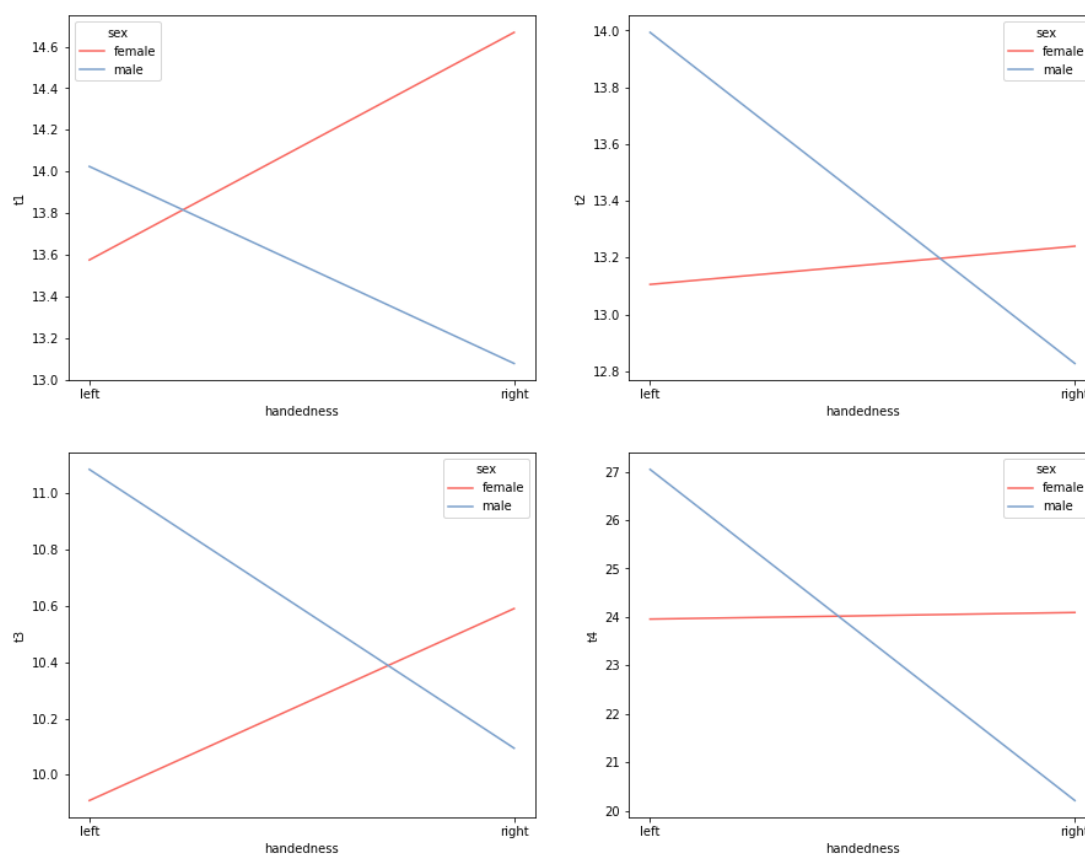 sex
female
male
14.6
14.4
14.2
14.0
13.8
13.6
13.4
13.2
13.0
t1
left
right
handedness
sex
female
male
14.0
13.8
13.6
13.4
13.2
13.0
12.8
t2
left
right
handedness
sex
female
male
11.0
10.8
10.6
10.4
10.2
10.0
t3
left
right
handedness
sex
female
male
27
26
25
24
23
22
21
20
t4
left
right
handedness